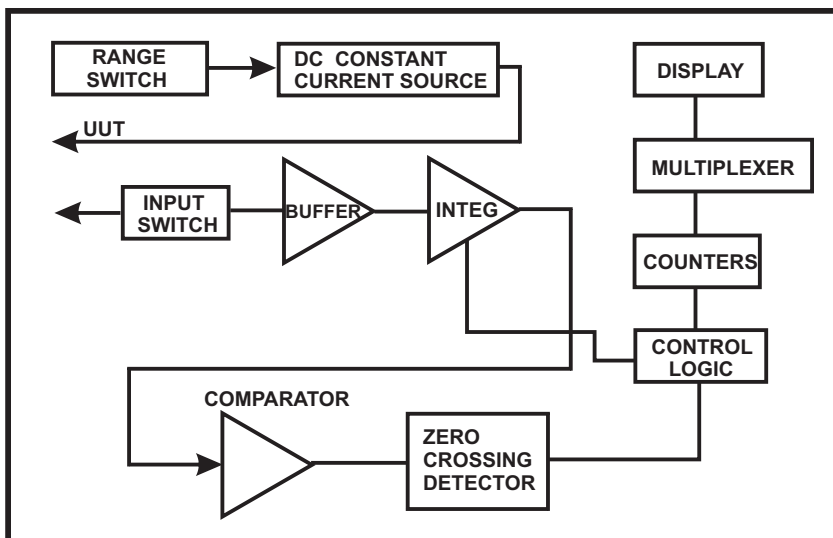 RANGE
SWITCH
DC CONSTANT
CURRENT SOURCE
DISPLAY
UUT
MULTIPLEXER
INPUT
SWITCH
BUFFER
INTEG
COUNTERS
CONTROL
LOGIC
COMPARATOR
ZERO
CROSSING
DETECTOR